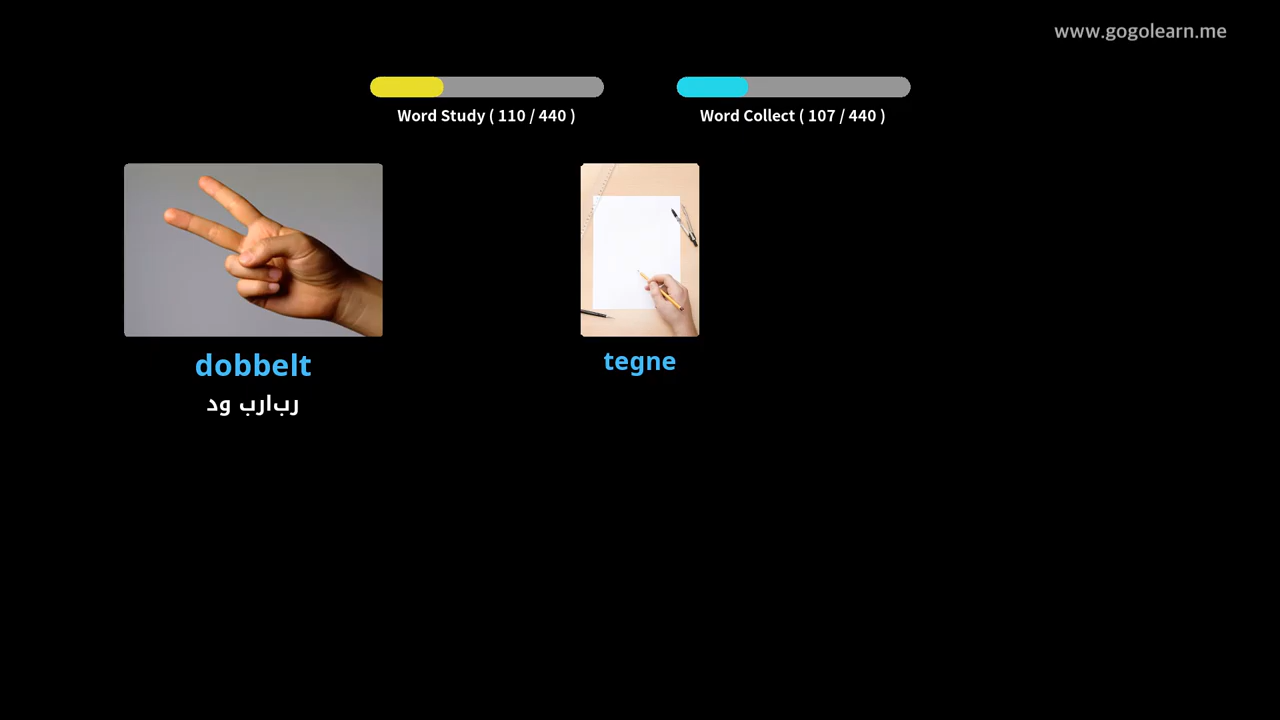 www.gogolearn.me
Word Study ( 110 / 440 )
Word Collect ( 107 / 440 )
dobbelt
ربارب ود
tegne